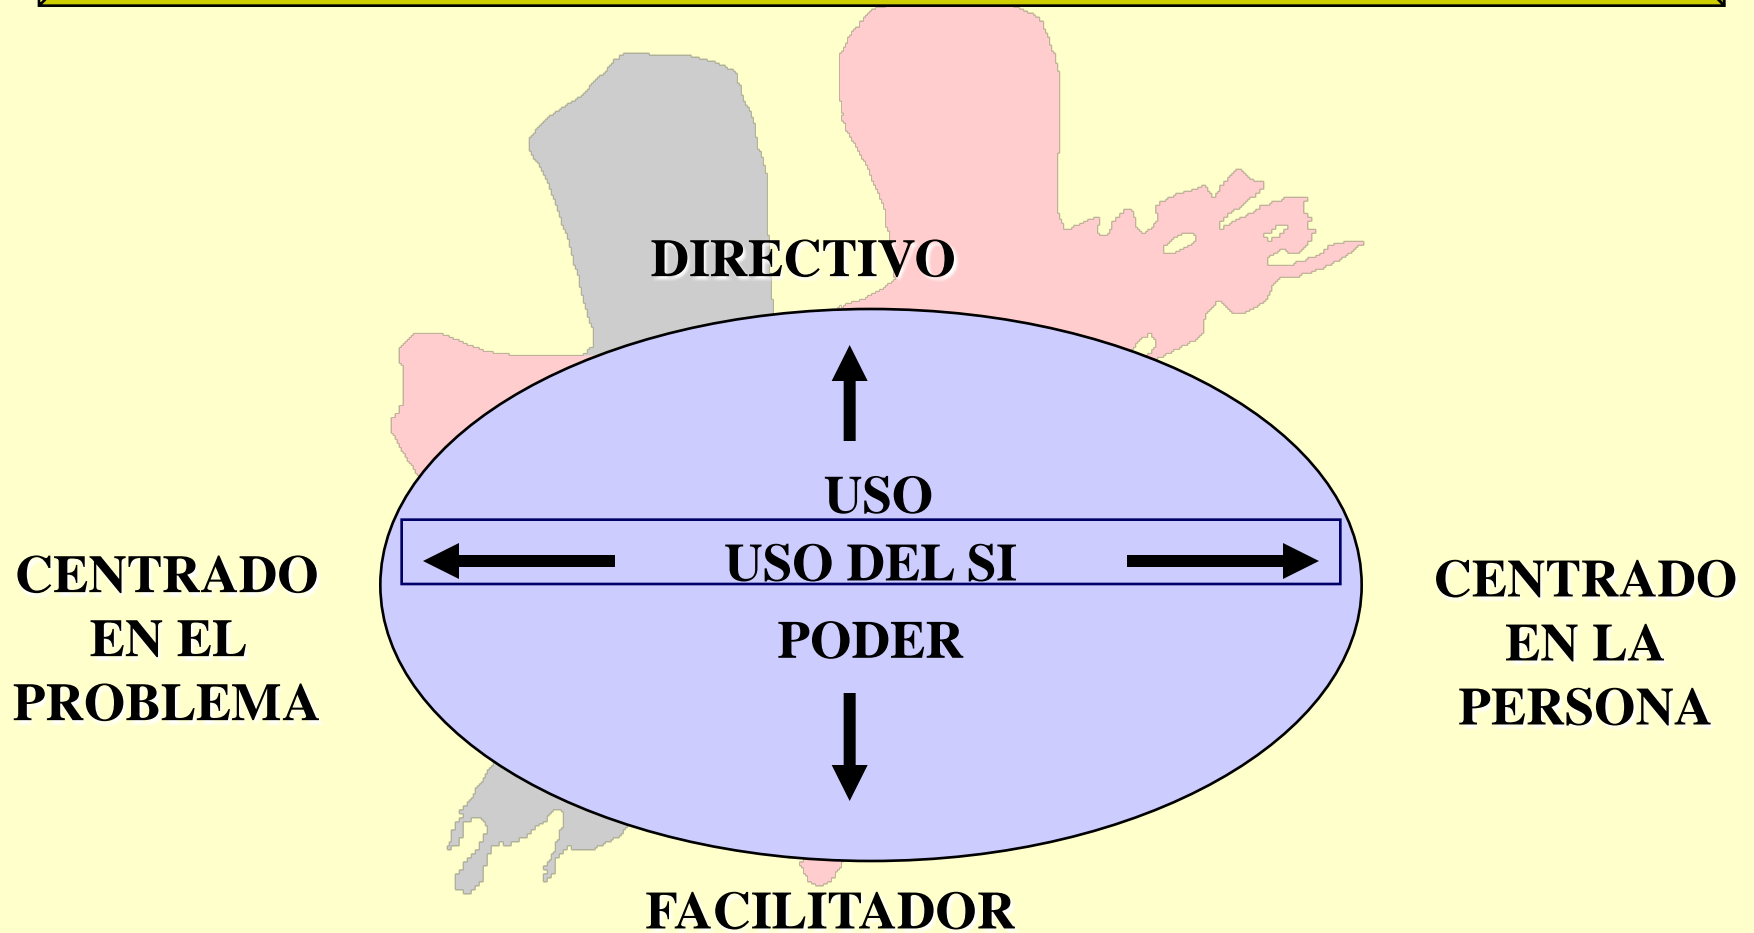 DIRECTIVO
USO
USO DEL SI
PODER
CENTRADO
EN EL
PROBLEMA
CENTRADO
EN LA
PERSONA
FACILITADOR